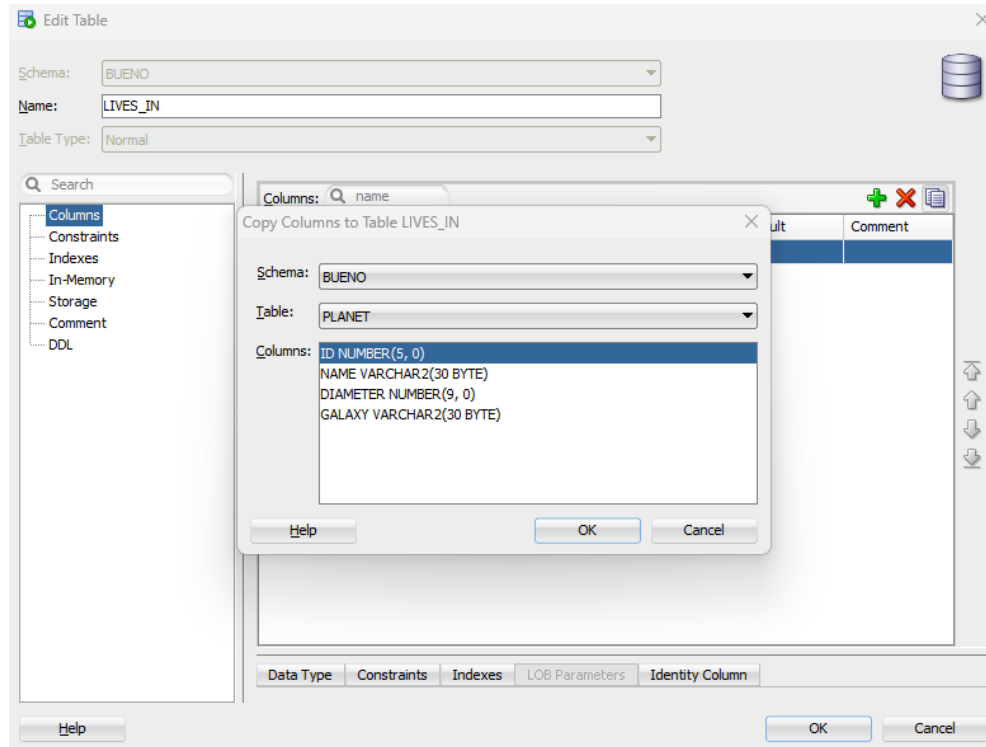 Edit Table
Schema: BUENO
Name: LIVES_IN
Table Type: Normal
Search
Columns
Constraints
Indexes
In-Memory
Storage
Comment
DDL
Columns: name
ult Comment
Copy Columns to Table LIVES_IN
Schema: BUENO
Table: PLANET
Columns: ID NUMBER(5, 0)
NAME VARCHAR2(30 BYTE)
DIAMETER NUMBER(9, 0)
GALAXY VARCHAR2(30 BYTE)
Help OK Cancel
Data Type Constraints Indexes LOB Parameters Identity Column
Help OK Cancel